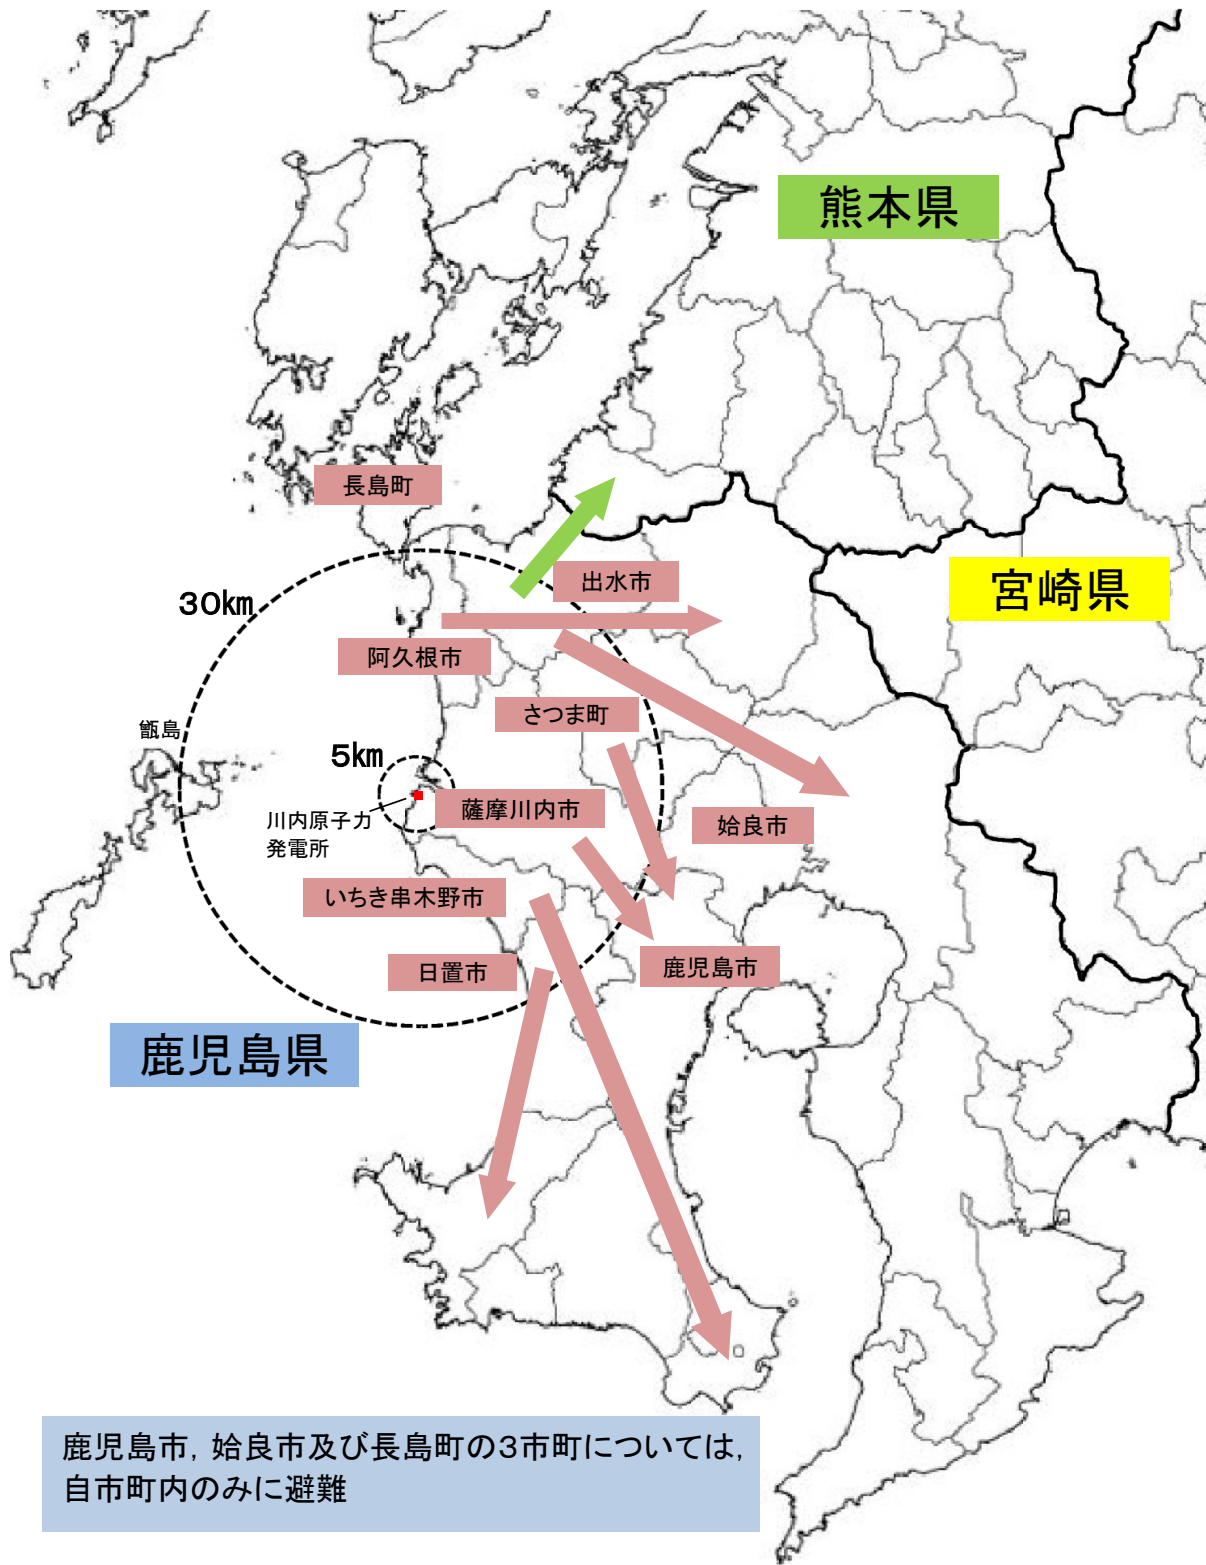 熊本県
長島町
宮崎県
出水市
30km
阿久根市
さつま町
甑島
5km
薩摩川内市
姶良市
川内原子力
発電所
いちき串木野市
日置市
鹿児島市
鹿児島県
鹿児島市，姶良市及び長島町の３市町については，
自市町内のみに避難